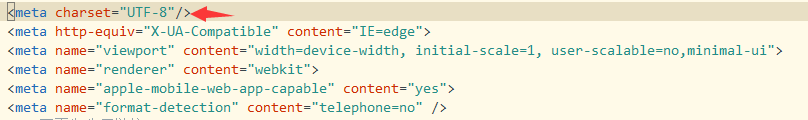 <meta charset="UTF-8"/>
<meta http-equiv="X-UA-Compatible" content="IE=edge">
<meta name="viewport" content="width=device-width, initial-scale=1, user-scalable=no,minimal-ui">
<meta name="renderer" content="webkit">
<meta name="apple-mobile-web-app-capable" content="yes">
<meta name="format-detection" content="telephone=no" />